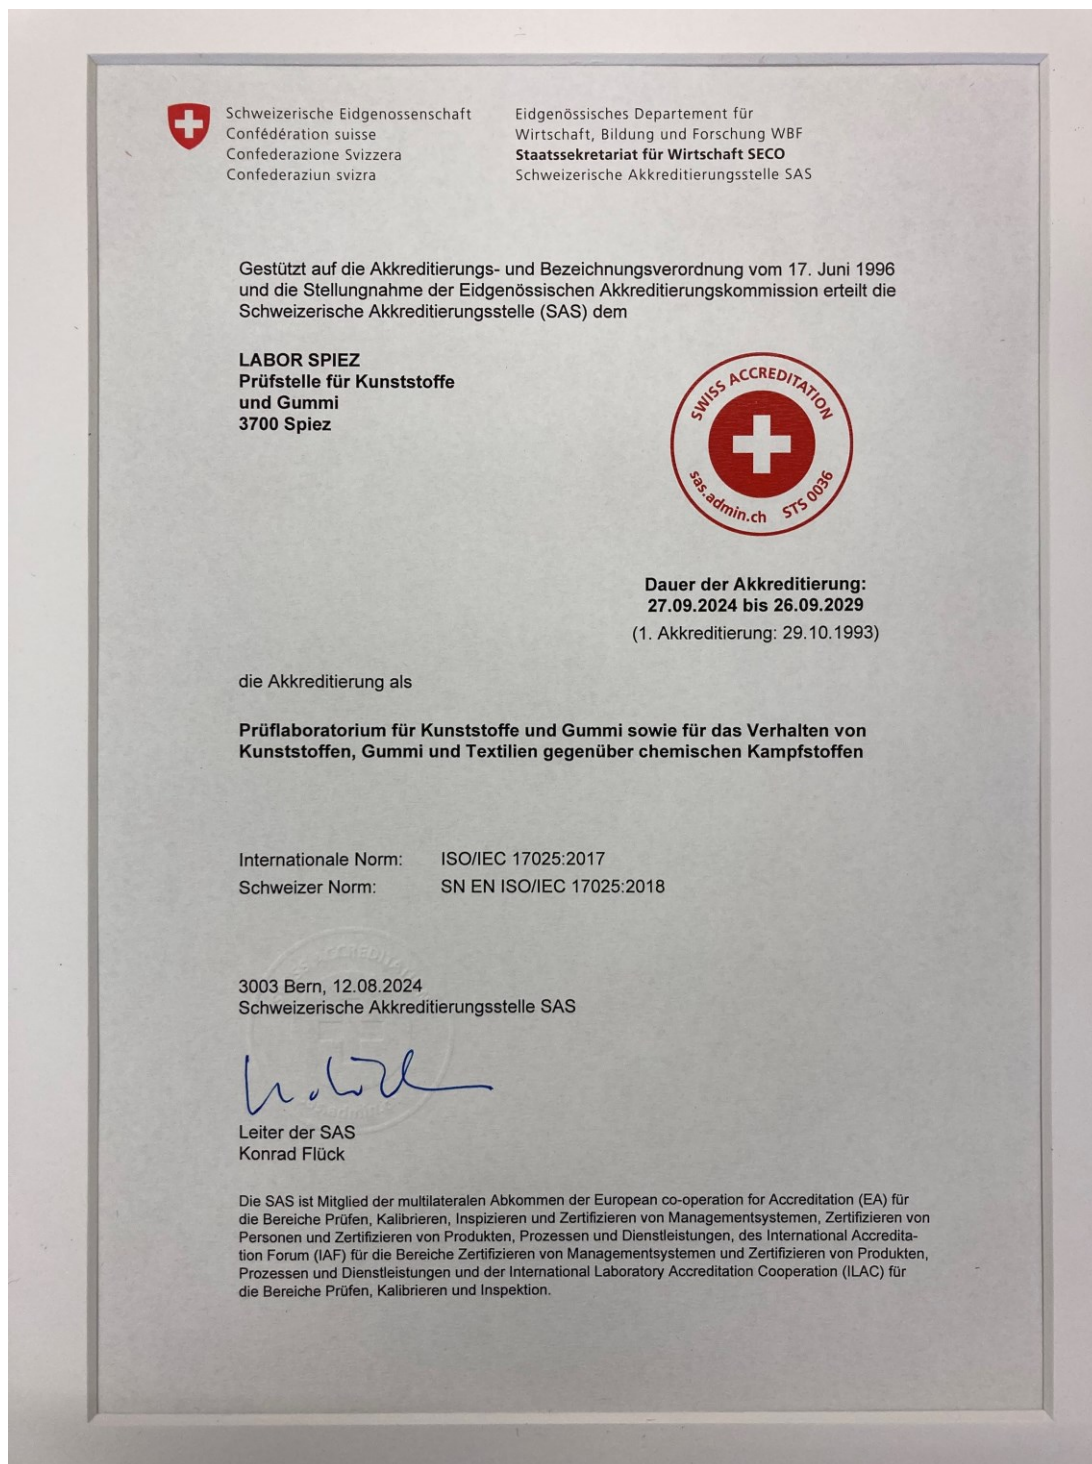 Schweizerische Eidgenossenschaft
Confédération suisse
Confederazione Svizzera
Confederaziun svizra
Eidgenössisches Departement für
Wirtschaft, Bildung und Forschung WBF
Staatssekretariat für Wirtschaft SECO
Schweizerische Akkreditierungsstelle SAS
Gestützt auf die Akkreditierungs- und Bezeichnungsverordnung vom 17. Juni 1996
und die Stellungnahme der Eidgenössischen Akkreditierungskommission erteilt die
Schweizerische Akkreditierungsstelle (SAS) dem
LABOR SPIEZ
Prüfstelle für Kunststoffe
und Gummi
3700 Spiez
SWISS ACCREDITATION
sas.admin.ch STS 0036
Dauer der Akkreditierung:
27.09.2024 bis 26.09.2029
(1. Akkreditierung: 29.10.1993)
die Akkreditierung als
Prüflaboratorium für Kunststoffe und Gummi sowie für das Verhalten von
Kunststoffen, Gummi und Textilien gegenüber chemischen Kampfstoffen
Internationale Norm: ISO/IEC 17025:2017
Schweizer Norm: SN EN ISO/IEC 17025:2018
3003 Bern, 12.08.2024
Schweizerische Akkreditierungsstelle SAS
Leiter der SAS
Konrad Flück
Die SAS ist Mitglied der multilateralen Abkommen der European co-operation for Accreditation (EA) für
die Bereiche Prüfen, Kalibrieren, Inspizieren und Zertifizieren von Managementsystemen, Zertifizieren von
Personen und Zertifizieren von Produkten, Prozessen und Dienstleistungen, des International Accredita-
tion Forum (IAF) für die Bereiche Zertifizieren von Managementsystemen und Zertifizieren von Produkten,
Prozessen und Dienstleistungen und der International Laboratory Accreditation Cooperation (ILAC) für
die Bereiche Prüfen, Kalibrieren und Inspektion.